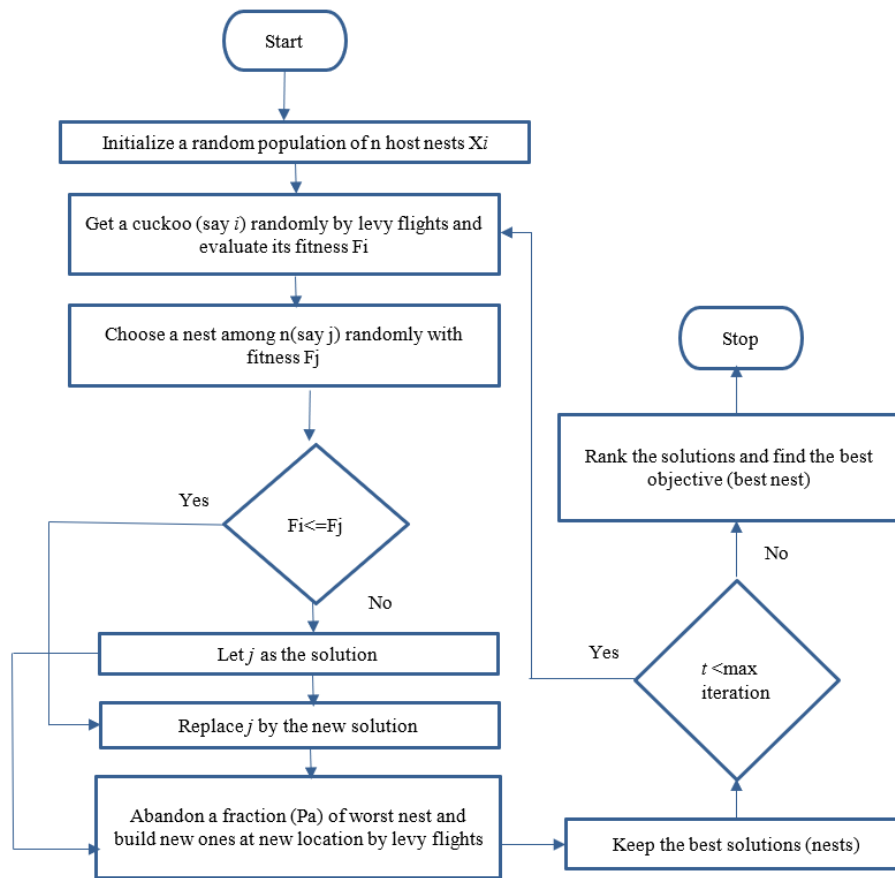 Start
Initialize a random population of n host nests Xi
Get a cuckoo (say i) randomly by levy flights and
evaluate its fitness Fi
Choose a nest among n(say j) randomly with
fitness Fj
Yes
Fi<=Fj
No
Let j as the solution
Replace j by the new solution
Abandon a fraction (Pa) of worst nest and
build new ones at new location by levy flights
Keep the best solutions (nests)
t <max
iteration
Yes
No
Rank the solutions and find the best
objective (best nest)
Stop